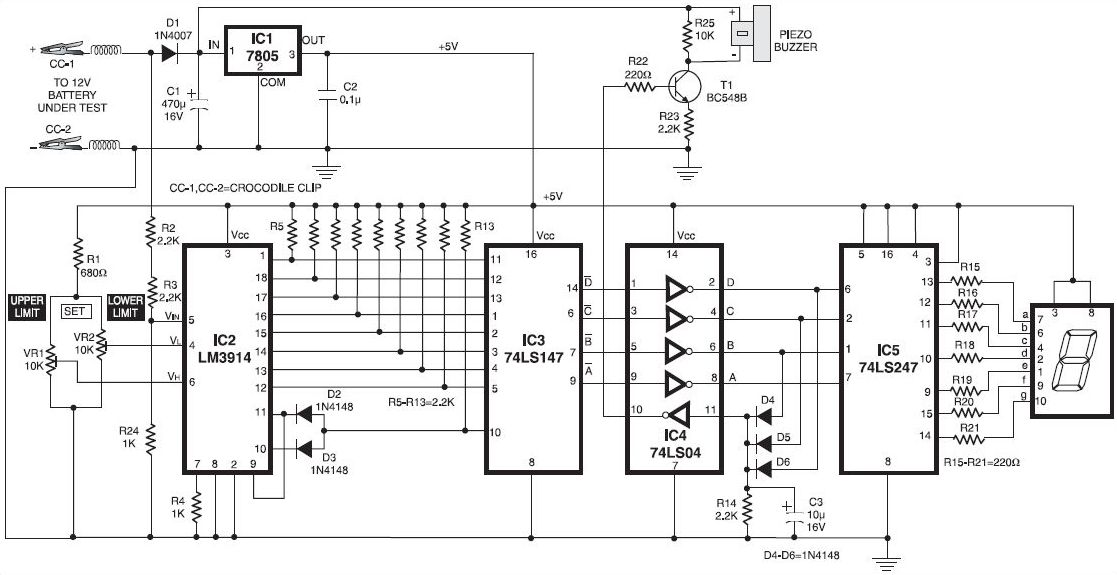 D1
1N4007
+
CC-1
TO 12V
BATTERY
UNDER TEST
CC-2
-
IN
1
IC1
7805
3
OUT
2
COM
+5V
C1
470µ
16V
+
C2
0.1µ
R22
220Ω
R25
10K
+
-
PIEZO
BUZZER
T1
BC548B
R23
2.2K
CC-1,CC-2=CROCODILE CLIP
+5V
R1
680Ω
R2
2.2K
R3
2,2K
UPPER
LIMIT
SET
LOWER
LIMIT
VR1
10K
VR2
10K
VIN
VL
VH
R24
1K
R4
1K
Vcc
3
5
4
6
IC2
LM3914
1
18
17
16
15
14
13
12
11
10
7
8
2
9
R5
R13
D2
1N4148
D3
1N4148
R5-R13=2.2K
Vcc
16
11
12
13
1
2
3
4
5
10
IC3
74LS147
14
6
7
9
8
D
C
B
A
Vcc
14
1
3
5
9
10
2
4
6
8
11
IC4
74LS04
7
D
C
B
A
D4
D5
D6
R14
2.2K
+
C3
10µ
16V
D4-D6=1N4148
5
16
4
3
6
2
1
7
IC5
74LS247
13
12
11
10
9
15
14
8
R15
R16
R17
R18
R19
R20
R21
R15-R21=220Ω
a
b
c
d
e
f
g
3
8
7
6
4
2
1
9
10